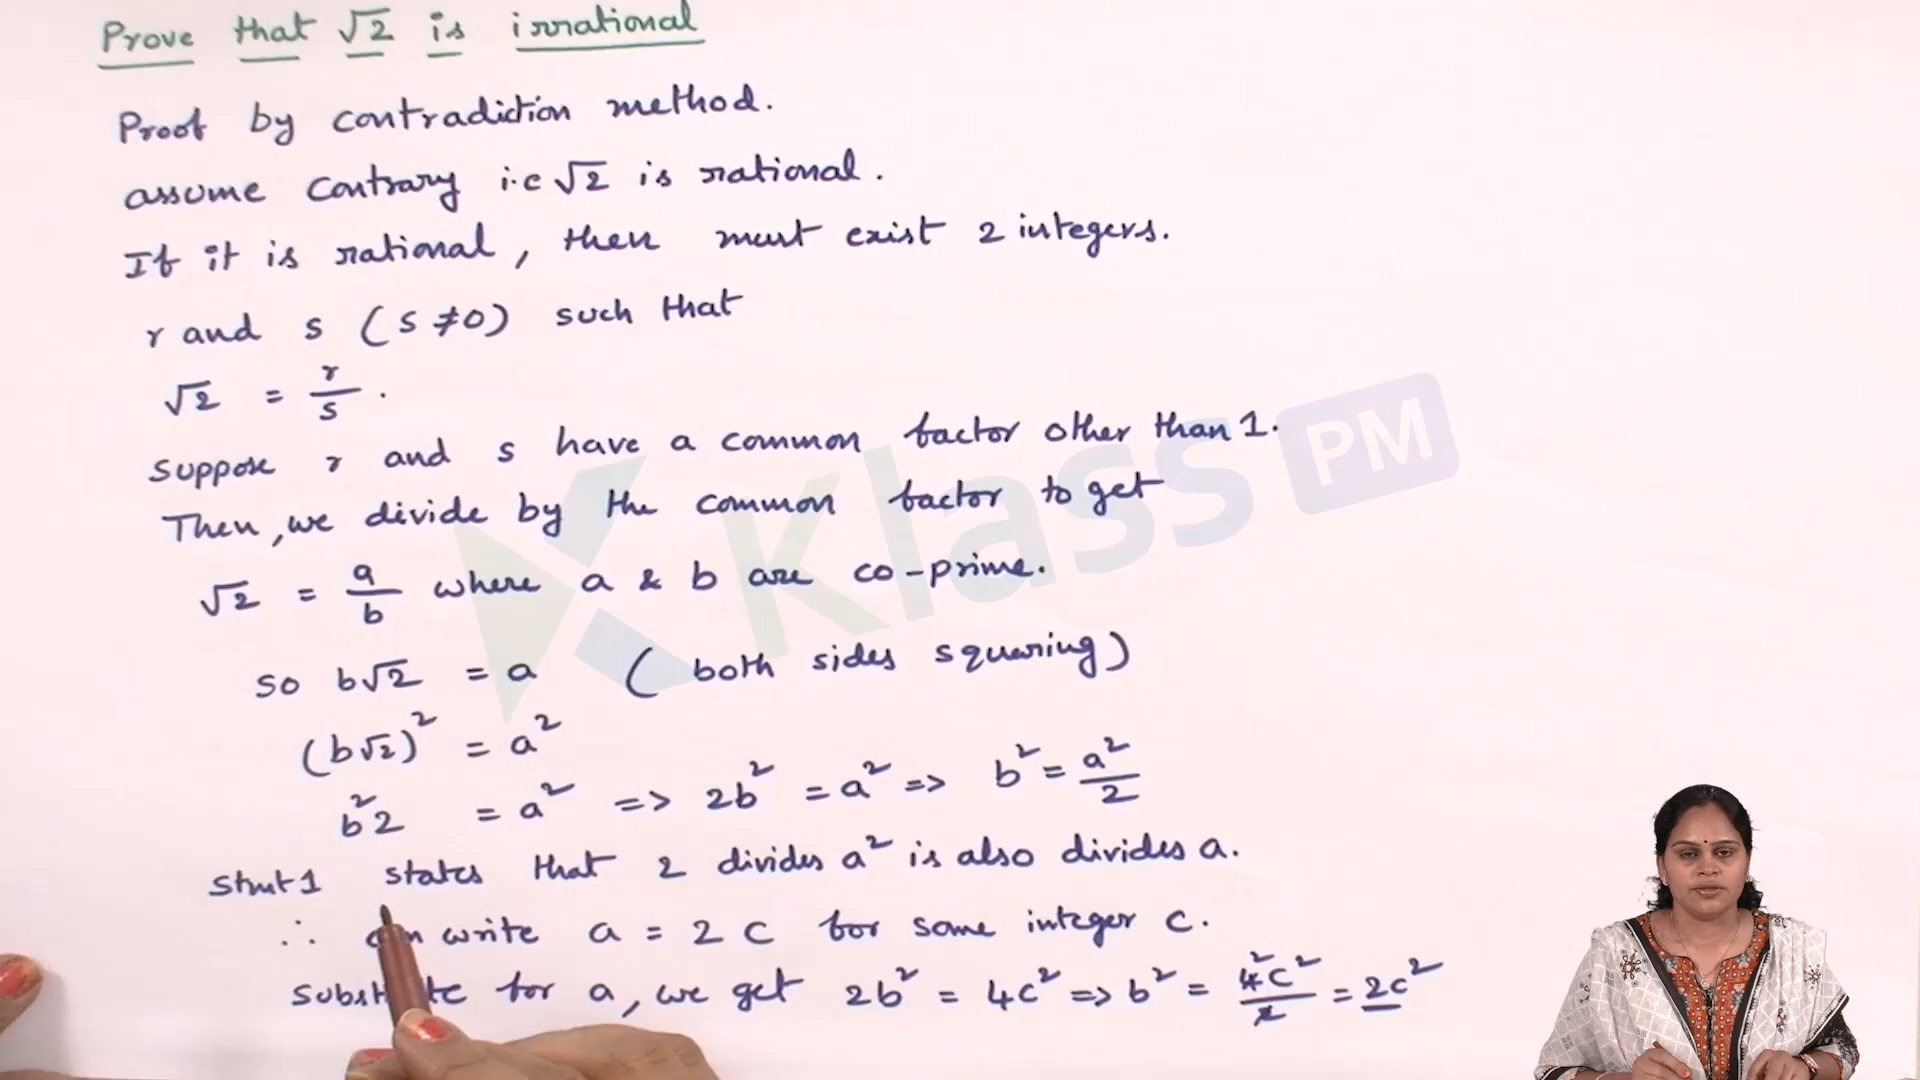 Prove that √2 is irrational
Proof by contradiction method.
assume contrary i.e √2 is rational.
If it is rational, then must exist 2 integers.
r and s (s ≠ 0) such that
√2 = r/s.
suppose r and s have a common factor other than 1.
Then, we divide by the common factor to get
√2 = a/b where a & b are co-prime.
so b√2 = a (both sides squaring)
(b√2)² = a²
b²2 = a² => 2b² = a² => b² = a²/2
Stmt 1 states that 2 divides a² is also divides a.
∴ can write a = 2c for some integer c.
substitute for a, we get 2b² = 4c² => b² = 4²c²/2 = 2c²
Klass PM